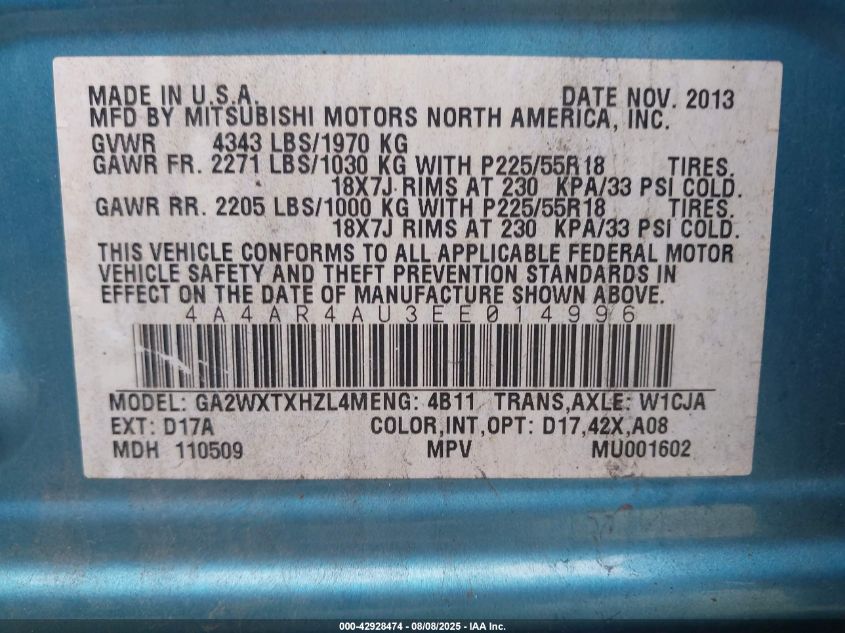 MADE IN U.S.A. DATE NOV. 2013
MFD BY MITSUBISHI MOTORS NORTH AMERICA, INC.
GVWR 4343 LBS/1970 KG
GAWR FR. 2271 LBS/1030 KG WITH P225/55R18 TIRES.
18X7J RIMS AT 230 KPA/33 PSI COLD.
GAWR RR. 2205 LBS/1000 KG WITH P225/55R18 TIRES.
18X7J RIMS AT 230 KPA/33 PSI COLD.
THIS VEHICLE CONFORMS TO ALL APPLICABLE FEDERAL MOTOR
VEHICLE SAFETY AND THEFT PREVENTION STANDARDS IN
EFFECT ON THE DATE OF MANUFACTURE SHOWN ABOVE.
4A4AR4AU3EE014996
MODEL: GA2WXTXHZL4MENG: 4B11 TRANS,AXLE: W1CJA
EXT: D17A COLOR,INT,OPT: D17,42X,A08
MDH 110509 MPV MU001602
000-42928474 — 08/08/2025 — IAA Inc.